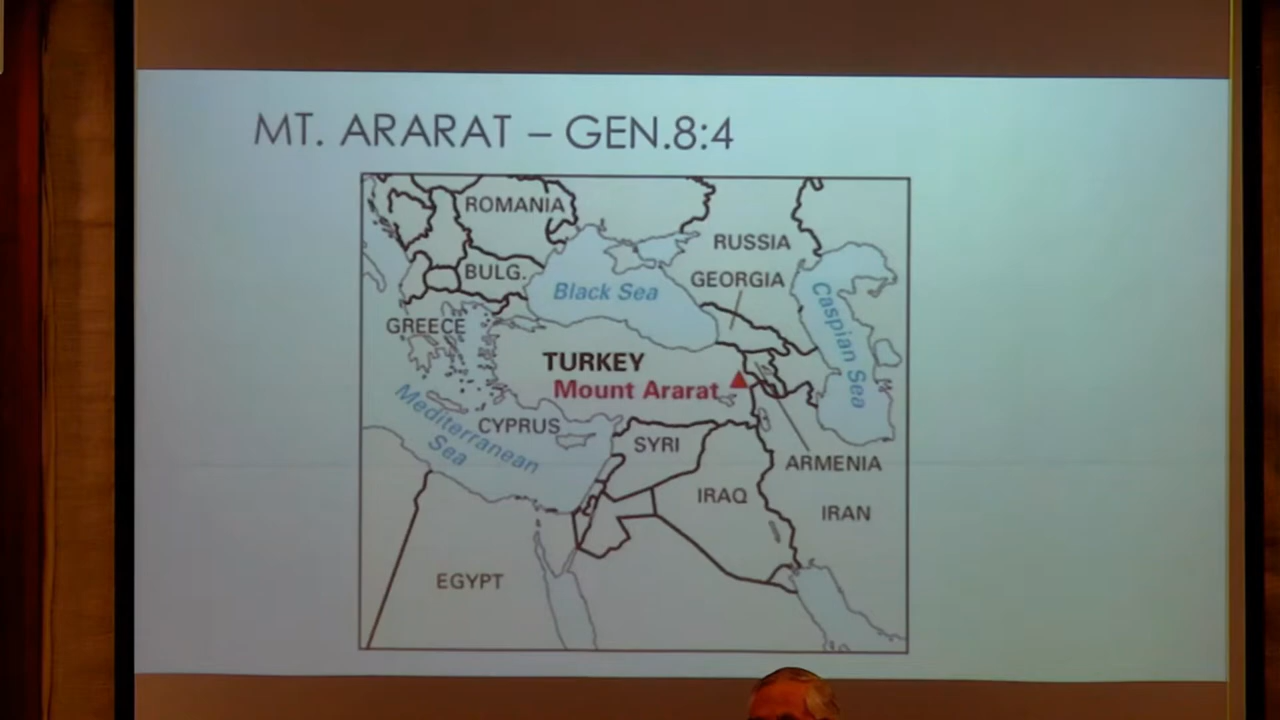 MT. ARARAT – GEN.8:4
ROMANIA
RUSSIA
BULG.
GEORGIA
Black Sea
Caspian Sea
GREECE
TURKEY
Mount Ararat
Mediterranean
Sea
CYPRUS
SYRI
ARMENIA
IRAQ
IRAN
EGYPT